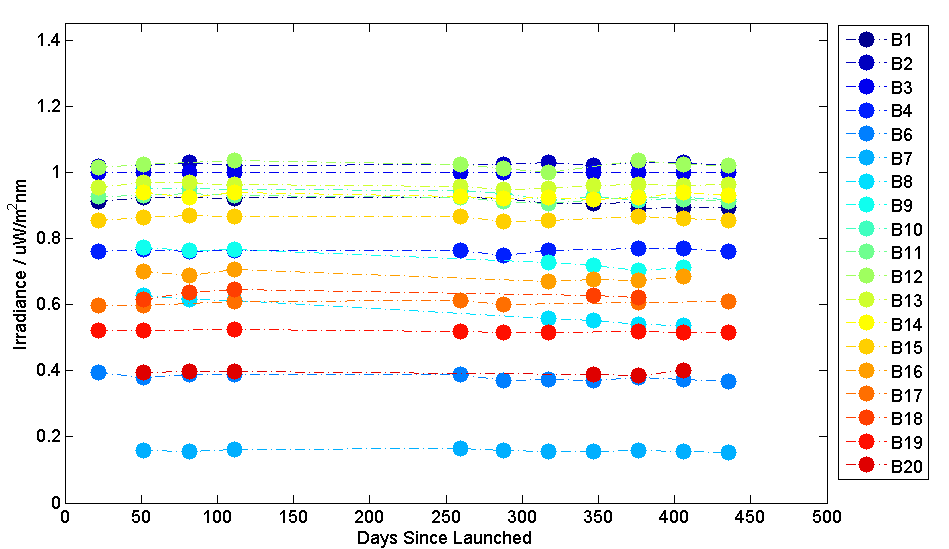 1.4
1.2
1
0.8
0.6
0.4
0.2
0
Irradiance / uW/m²nm
0 50 100 150 200 250 300 350 400 450 500
Days Since Launched
B1
B2
B3
B4
B6
B7
B8
B9
B10
B11
B12
B13
B14
B15
B16
B17
B18
B19
B20